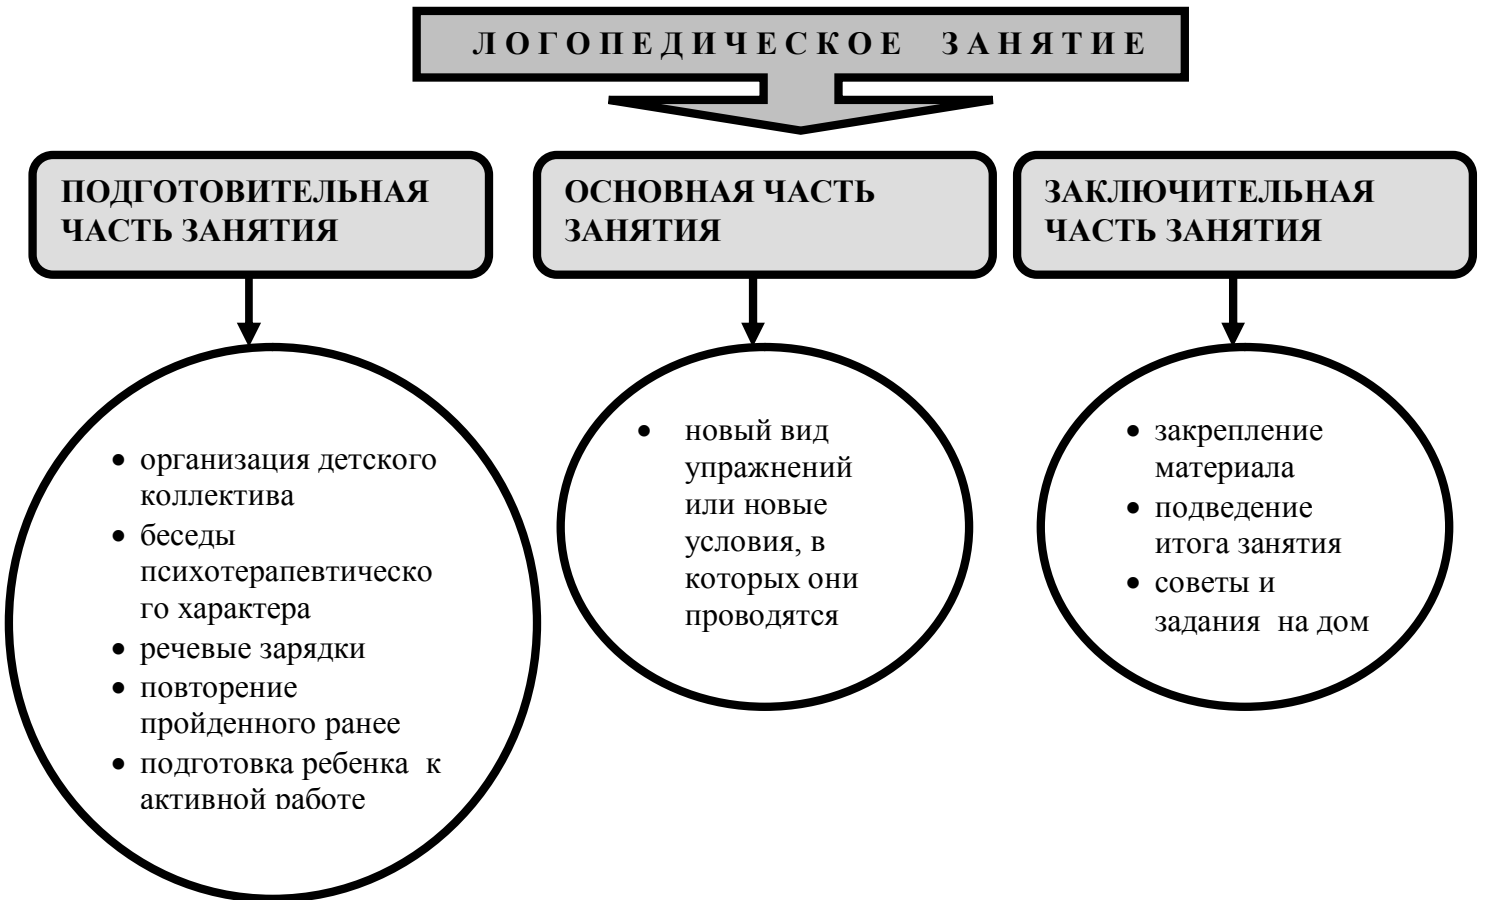 ЛОГОПЕДИЧЕСКОЕ ЗАНЯТИЕ
ПОДГОТОВИТЕЛЬНАЯ
ЧАСТЬ ЗАНЯТИЯ
• организация детского
коллектива
• беседы
психотерапевтическо
го характера
• речевые зарядки
• повторение
пройденного ранее
• подготовка ребенка к
активной работе
ОСНОВНАЯ ЧАСТЬ
ЗАНЯТИЯ
• новый вид
упражнений
или новые
условия, в
которых они
проводятся
ЗАКЛЮЧИТЕЛЬНАЯ
ЧАСТЬ ЗАНЯТИЯ
• закрепление
материала
• подведение
итога занятия
• советы и
задания на дом